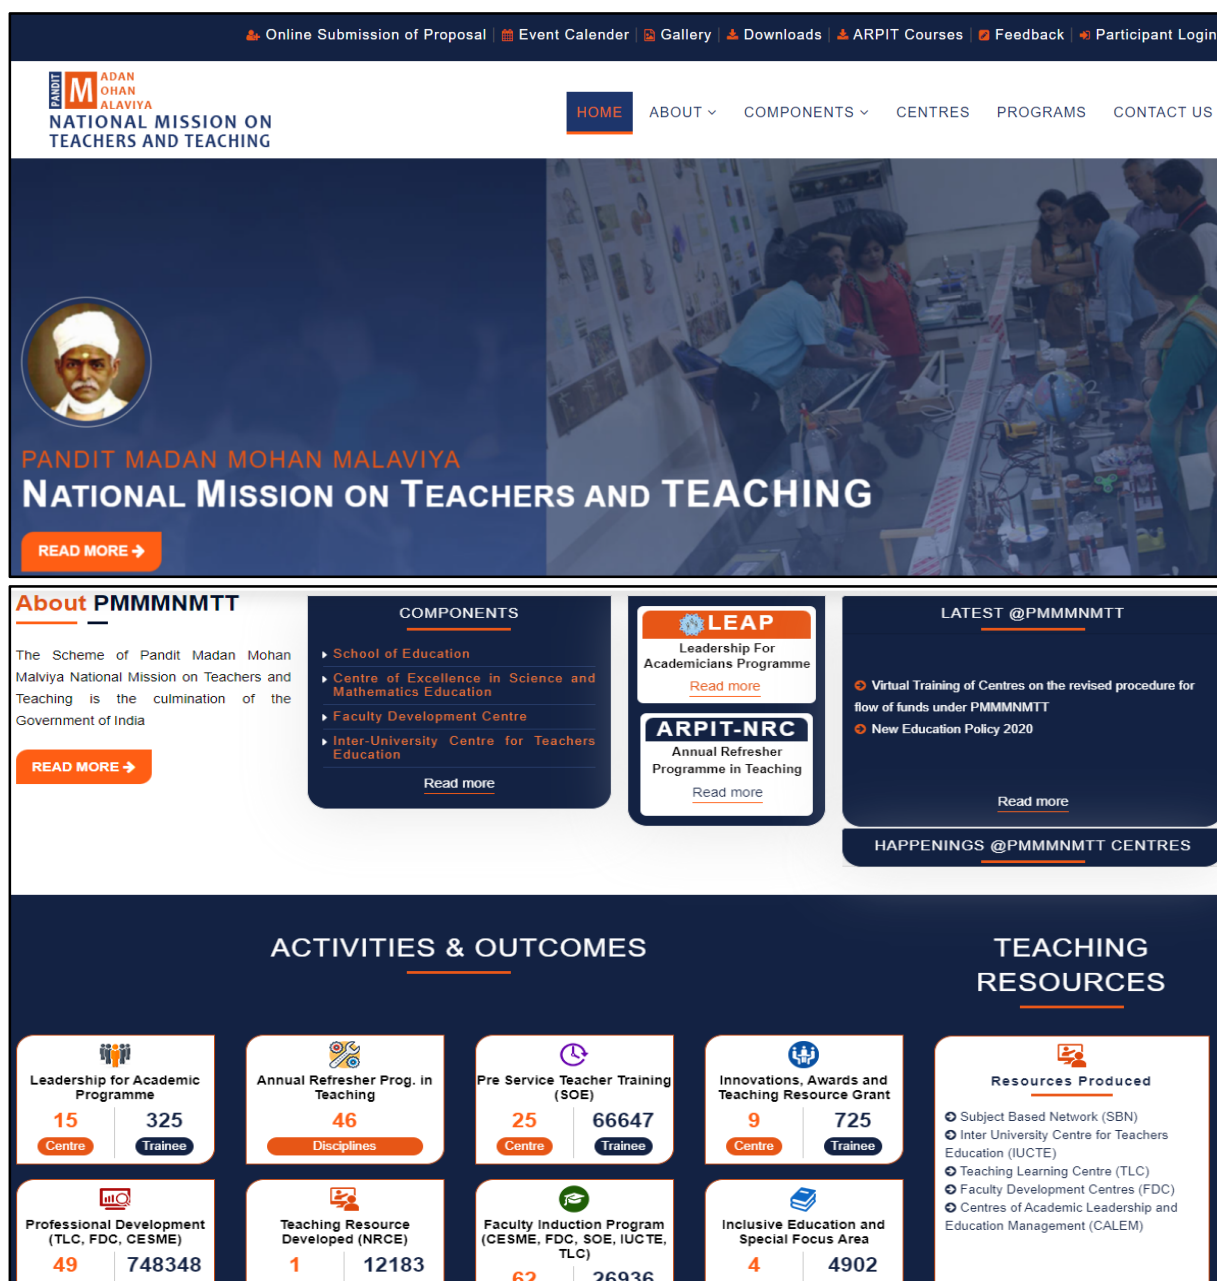 Online Submission of Proposal | Event Calender | Gallery | Downloads | ARPIT Courses | Feedback | Participant Login
PANDIT
MADAN
OHAN
ALAVIYA
NATIONAL MISSION ON
TEACHERS AND TEACHING
HOME ABOUT COMPONENTS CENTRES PROGRAMS CONTACT US
PANDIT MADAN MOHAN MALAVIYA
NATIONAL MISSION ON TEACHERS AND TEACHING
READ MORE
About PMMMNMTT
The Scheme of Pandit Madan Mohan
Malviya National Mission on Teachers and
Teaching is the culmination of the
Government of India
READ MORE
COMPONENTS
School of Education
Centre of Excellence in Science and
Mathematics Education
Faculty Development Centre
Inter-University Centre for Teachers
Education
Read more
LEAP
Leadership For
Academicians Programme
Read more
ARPIT-NRC
Annual Refresher
Programme in Teaching
Read more
LATEST @PMMMNMTT
Virtual Training of Centres on the revised procedure for
flow of funds under PMMMNMTT
New Education Policy 2020
Read more
HAPPENINGS @PMMMNMTT CENTRES
ACTIVITIES & OUTCOMES
Leadership for Academic
Programme
15 325
Centre Trainee
Annual Refresher Prog. in
Teaching
46
Disciplines
Pre Service Teacher Training
(SOE)
25 66647
Centre Trainee
Innovations, Awards and
Teaching Resource Grant
9 725
Centre Trainee
Professional Development
(TLC, FDC, CESME)
49 748348
Teaching Resource
Developed (NRCE)
1 12183
Faculty Induction Program
(CESME, FDC, SOE, IUCTE,
TLC)
62 26936
Inclusive Education and
Special Focus Area
4 4902
TEACHING
RESOURCES
Resources Produced
Subject Based Network (SBN)
Inter University Centre for Teachers
Education (IUCTE)
Teaching Learning Centre (TLC)
Faculty Development Centres (FDC)
Centres of Academic Leadership and
Education Management (CALEM)